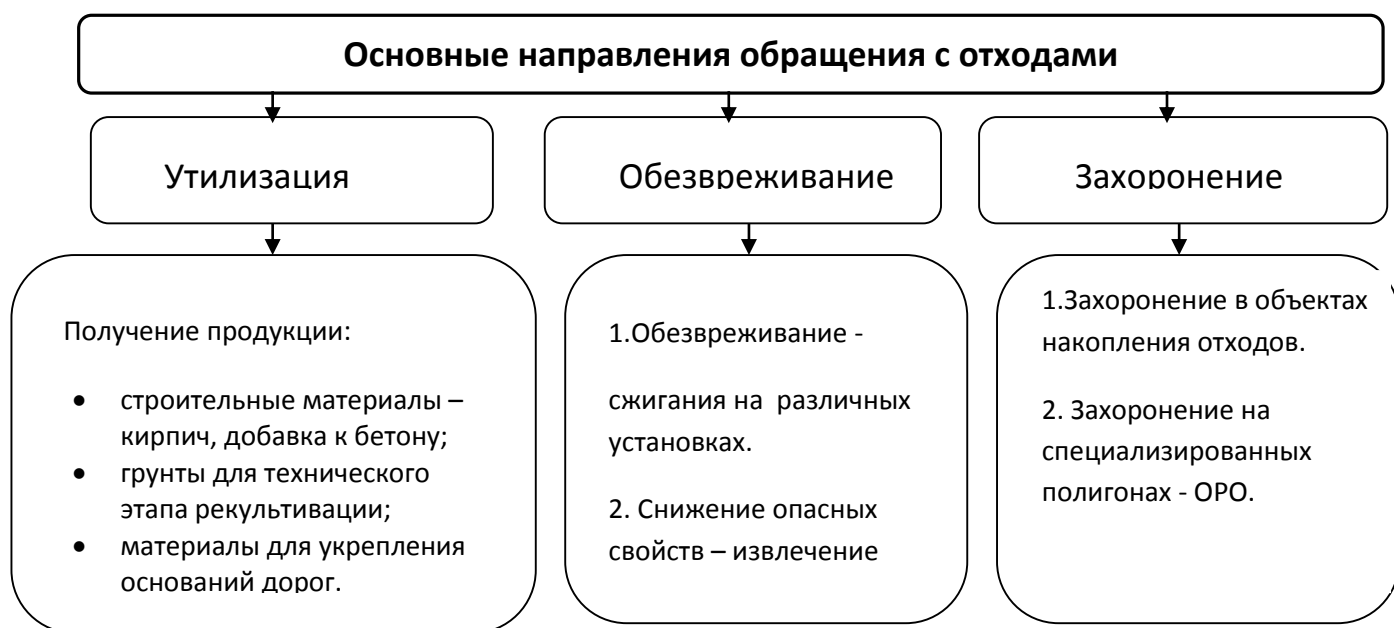 Основные направления обращения с отходами
Утилизация
Обезвреживание
Захоронение
Получение продукции:
• строительные материалы –
кирпич, добавка к бетону;
• грунты для технического
этапа рекультивации;
• материалы для укрепления
оснований дорог.
1.Обезвреживание -
сжигания на различных
установках.
2. Снижение опасных
свойств – извлечение
1.Захоронение в объектах
накопления отходов.
2. Захоронение на
специализированных
полигонах - ОРО.